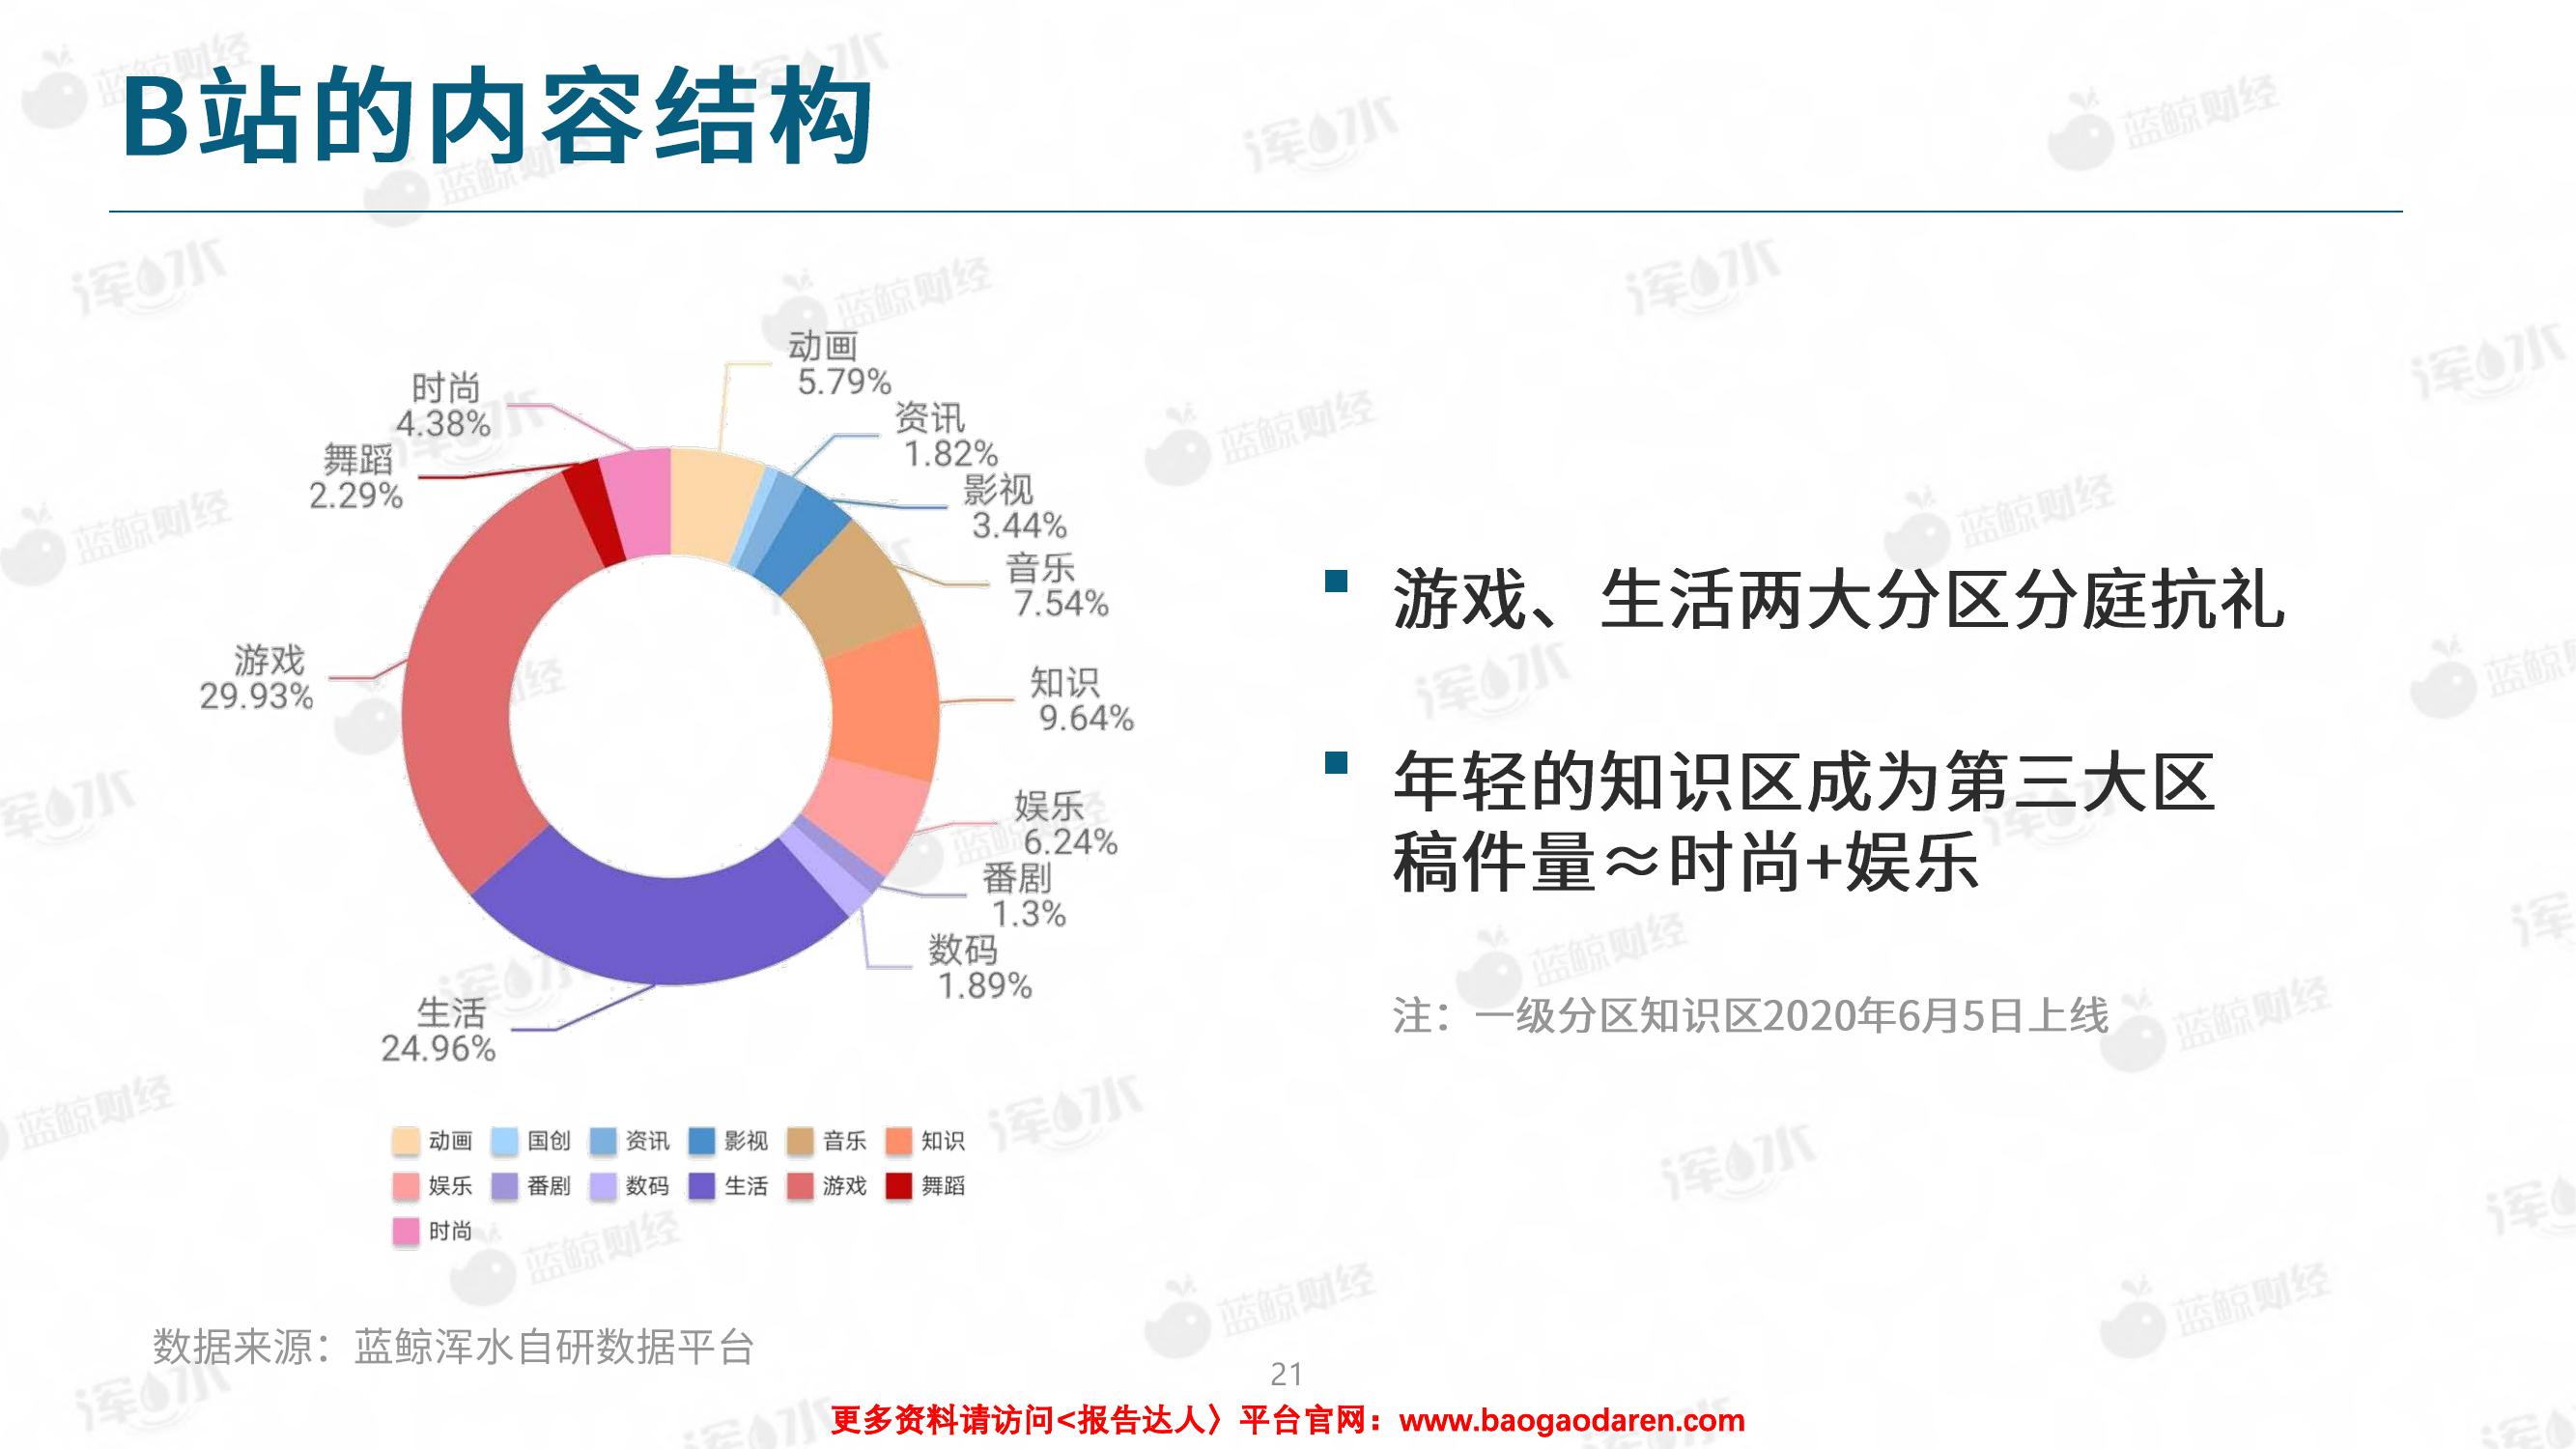 B站的内容结构
动画
5.79%
资讯
1.82%
影视
3.44%
音乐
7.54%
知识
9.64%
娱乐
6.24%
番剧
1.3%
数码
1.89%
生活
24.96%
游戏
29.93%
舞蹈
2.29%
时尚
4.38%
动画 国创 资讯 影视 音乐 知识
娱乐 番剧 数码 生活 游戏 舞蹈
时尚
游戏、生活两大分区分庭抗礼
年轻的知识区成为第三大区
稿件量≈时尚+娱乐
注：一级分区知识区2020年6月5日上线
数据来源：蓝鲸浑水自研数据平台
21
更多资料请访问<报告达人〉平台官网：www.baogaodaren.com
蓝鲸财经
浑水